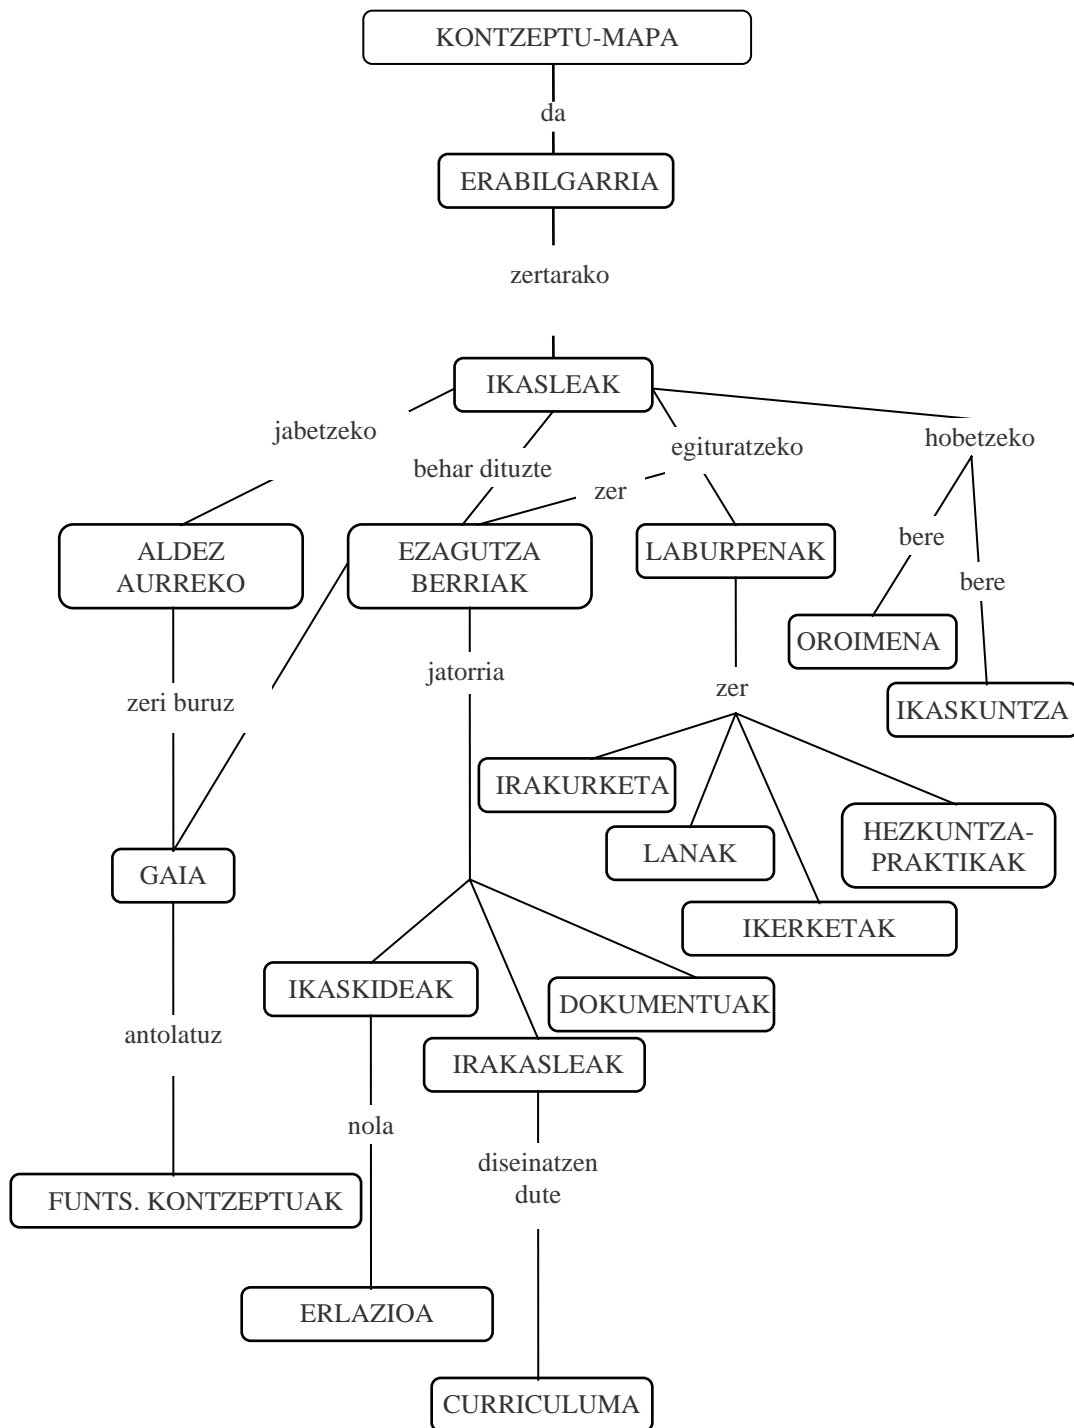 KONTZEPTU-MAPA
da
ERABILGARRIA
zertarako
IKASLEAK
jabetzeko
behar dituzte
zer
egituratzeko
hobetzeko
ALDEZ
AURREKO
EZAGUTZA
BERRIAK
LABURPENAK
bere
bere
OROIMENA
IKASKUNTZA
zeri buruz
jatorria
zer
IRAKURKETA
LANAK
HEZKUNTZA-
PRAKTIKAK
IKERKETAK
GAIA
IKASKIDEAK
DOKUMENTUAK
IRAKASLEAK
antolatuz
nola
diseinatzen
dute
FUNTS. KONTZEPTUAK
ERLAZIOA
CURRICULUMA